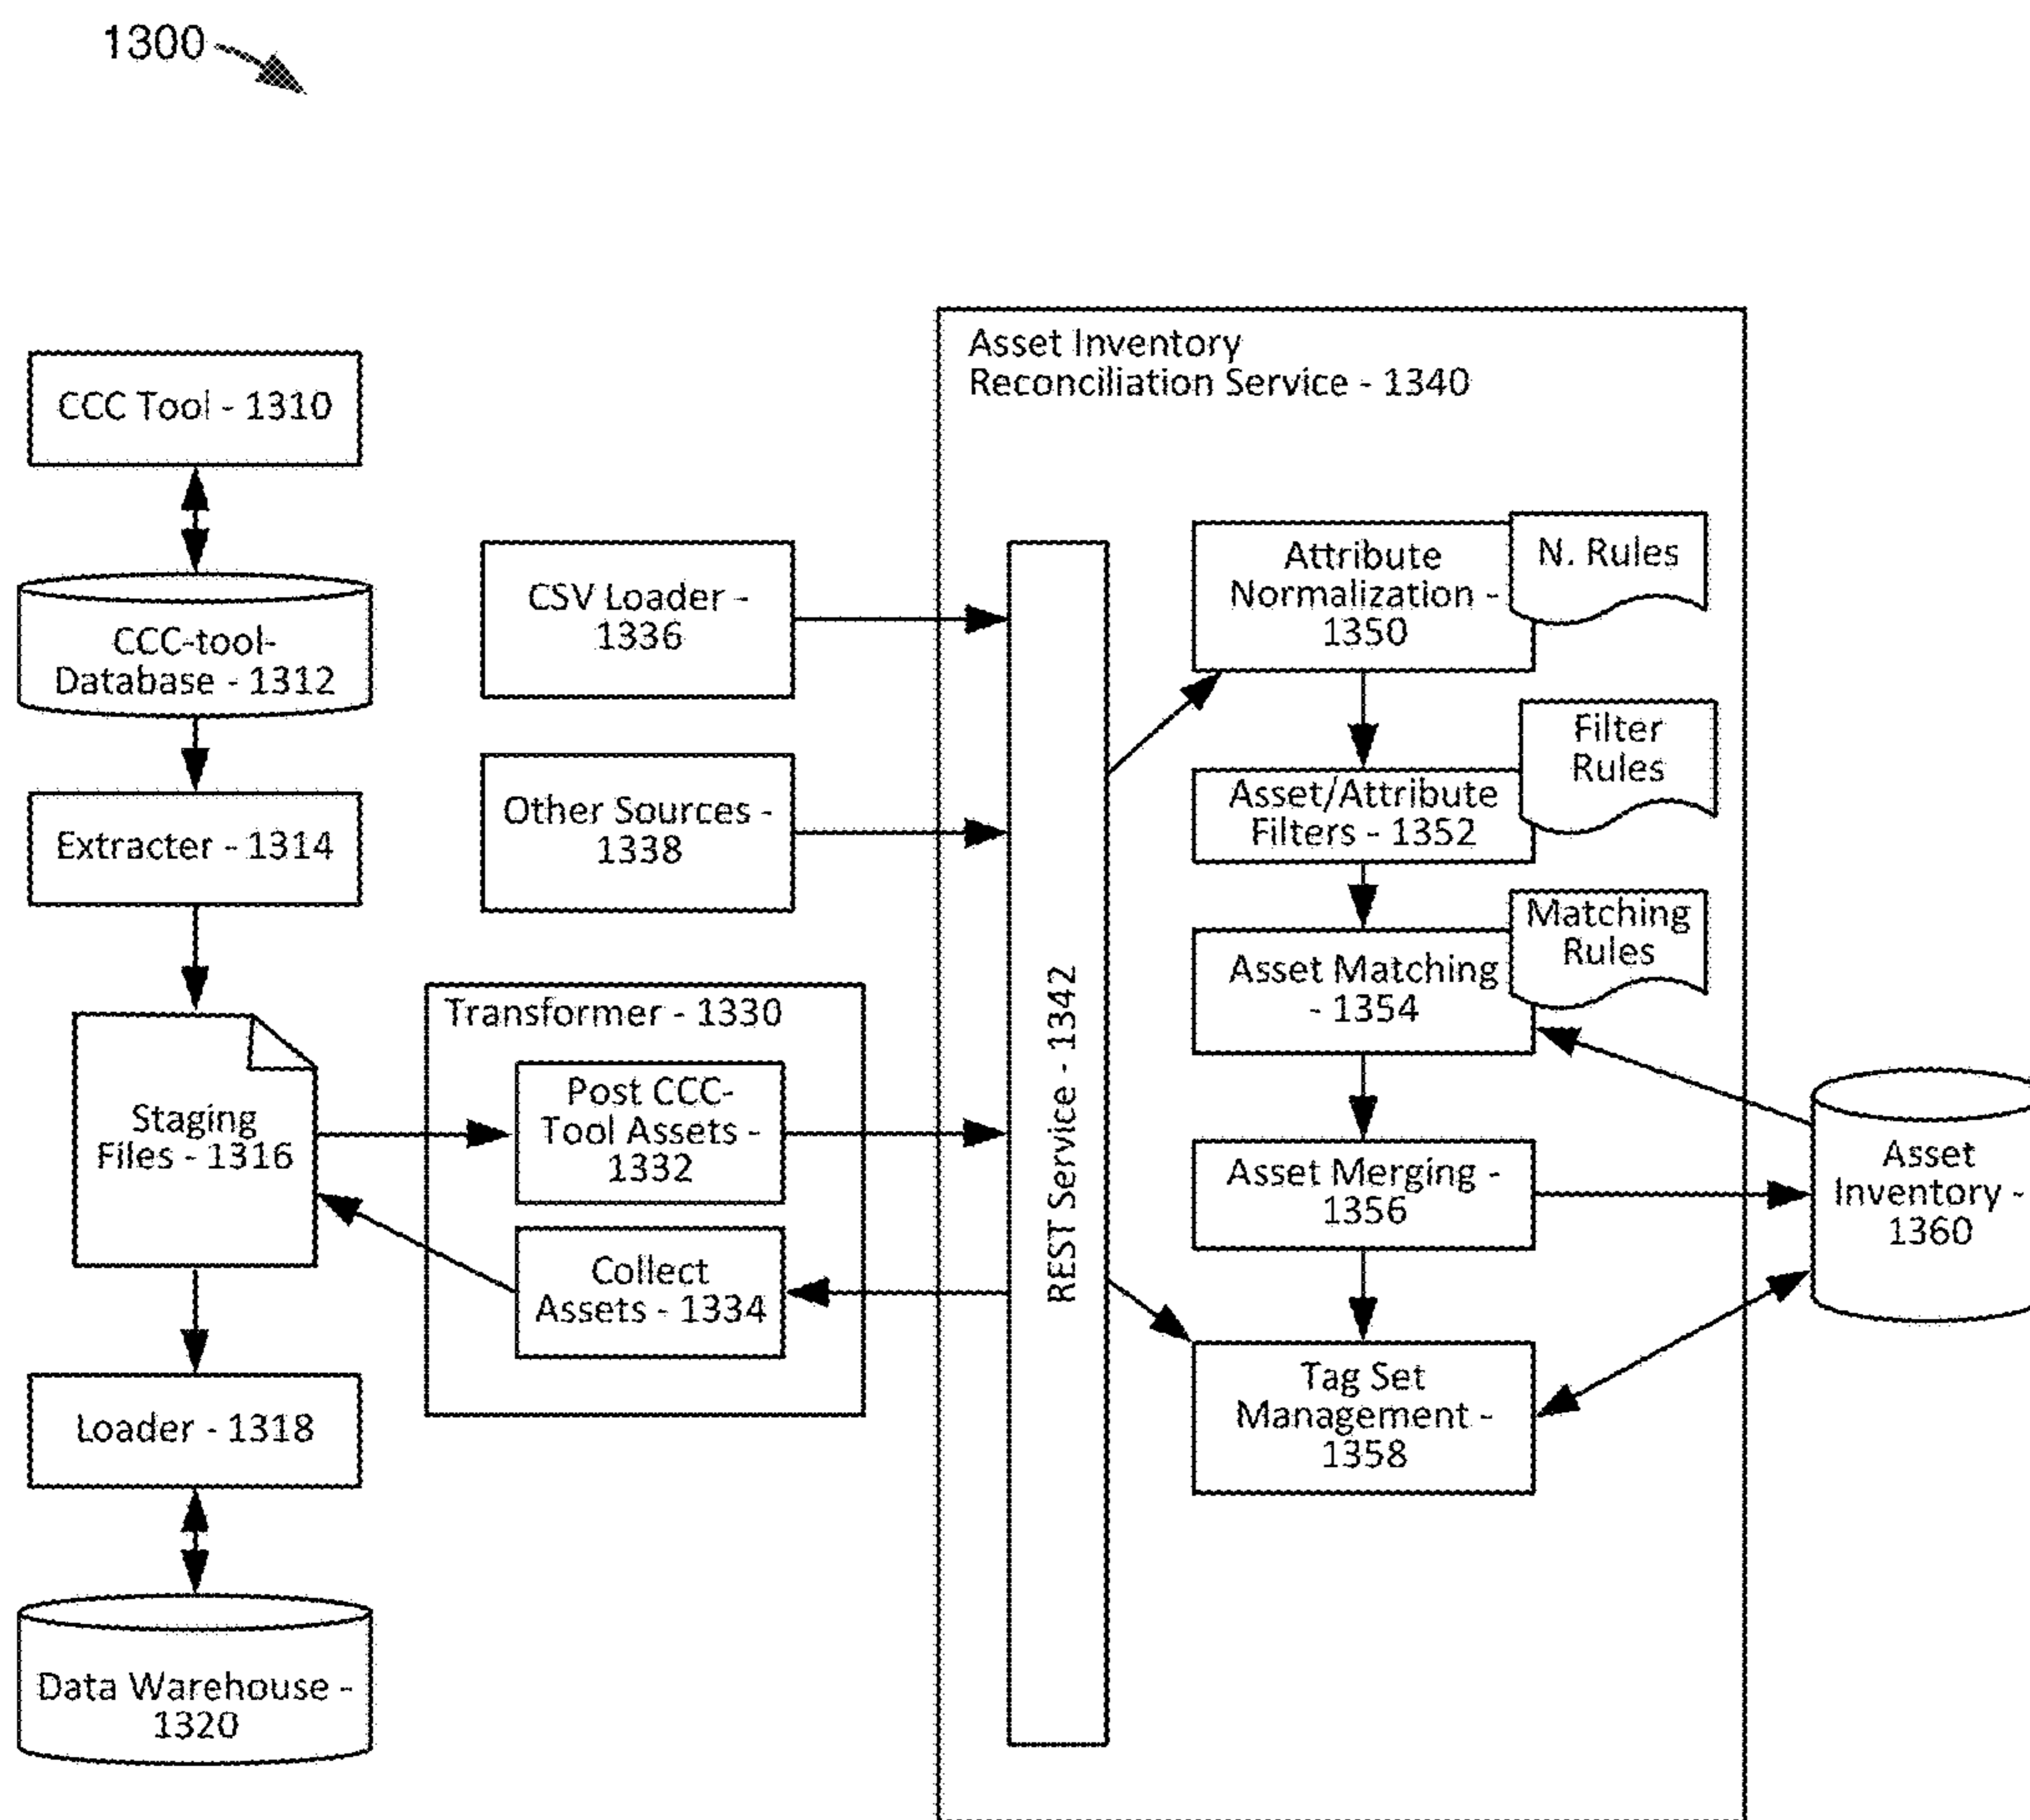 1300
CCC Tool - 1310
CCC-tool-
Database - 1312
Extracter - 1314
Staging
Files - 1316
Loader - 1318
Data Warehouse -
1320
CSV Loader -
1336
Other Sources -
1338
Transformer - 1330
Post CCC-
Tool Assets -
1332
Collect
Assets - 1334
Asset Inventory
Reconciliation Service - 1340
REST Service - 1342
Attribute
Normalization -
1350
N. Rules
Asset/Attribute
Filters - 1352
Filter
Rules
Asset Matching
- 1354
Matching
Rules
Asset Merging -
1356
Tag Set
Management -
1358
Asset
Inventory -
1360